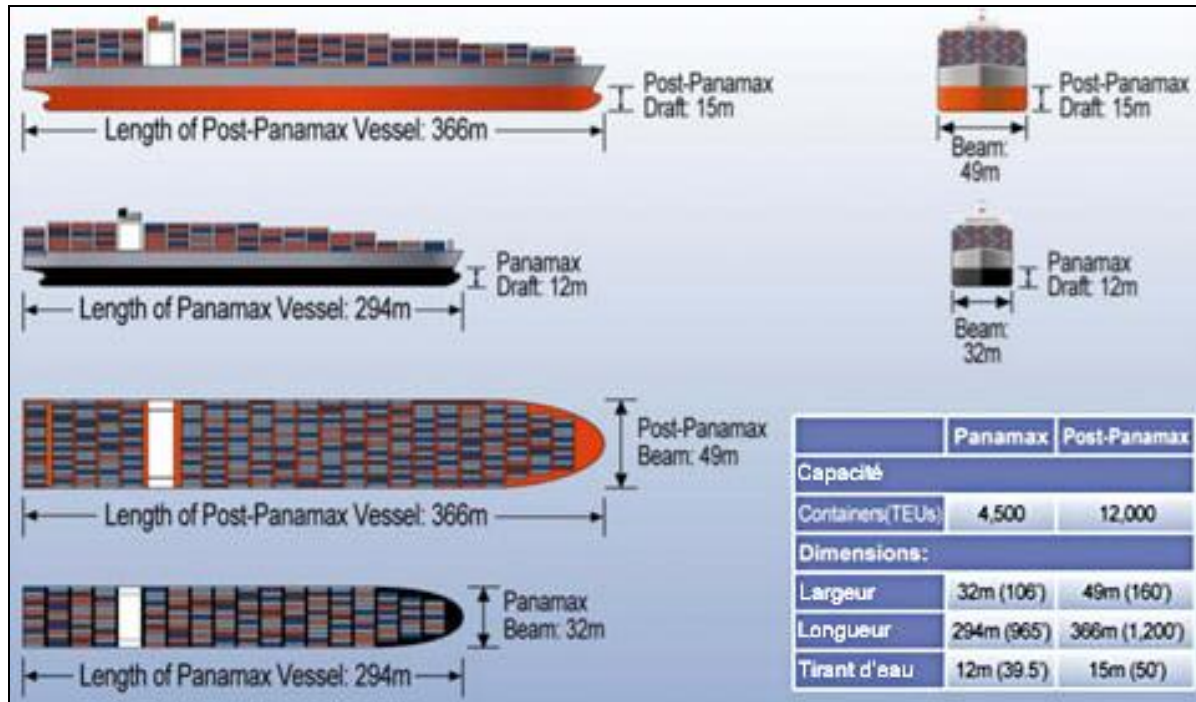 Post-Panamax
Draft: 15m
Length of Post-Panamax Vessel: 366m
Post-Panamax
Draft: 15m
Beam:
49m
Panamax
Draft: 12m
Length of Panamax Vessel: 294m
Panamax
Draft: 12m
Beam:
32m
Post-Panamax
Beam: 49m
Length of Post-Panamax Vessel: 366m
Panamax
Beam: 32m
Length of Panamax Vessel: 294m
Panamax Post-Panamax
Capacité
Containers(TEUs) 4,500 12,000
Dimensions:
Largeur 32m (106') 49m (160')
Longueur 294m (965') 366m (1,200')
Tirant d'eau 12m (39.5') 15m (50')